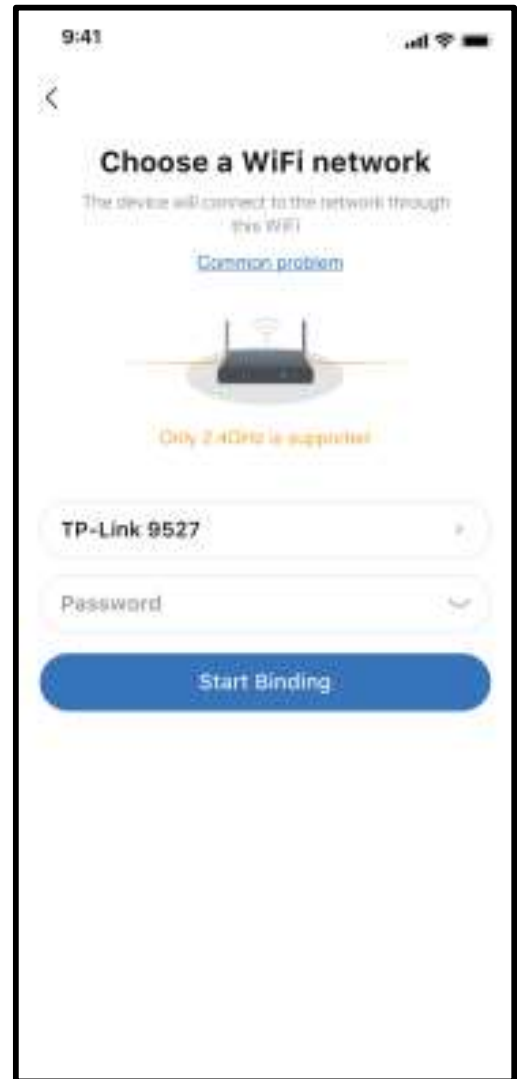 9:41
Choose a WiFi network
The device will connect to the network through
this WiFi
Common problem
Only 2.4GHz is supported
TP-Link 9527
Password
Start Binding